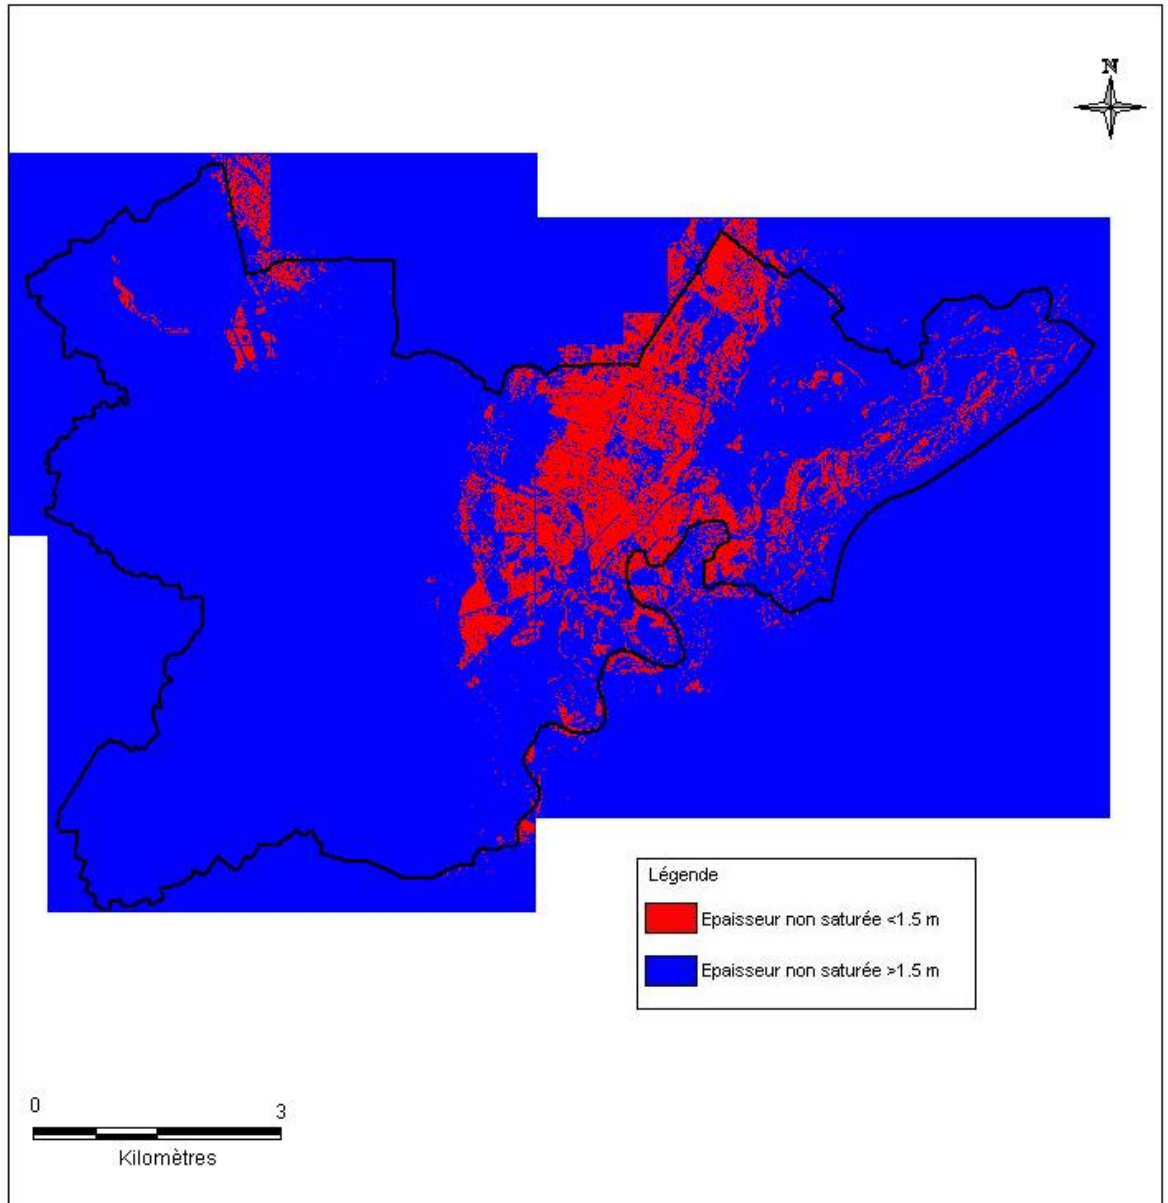 N
Légende
Epaisseur non saturée <1.5 m
Epaisseur non saturée >1.5 m
0 3
Kilomètres